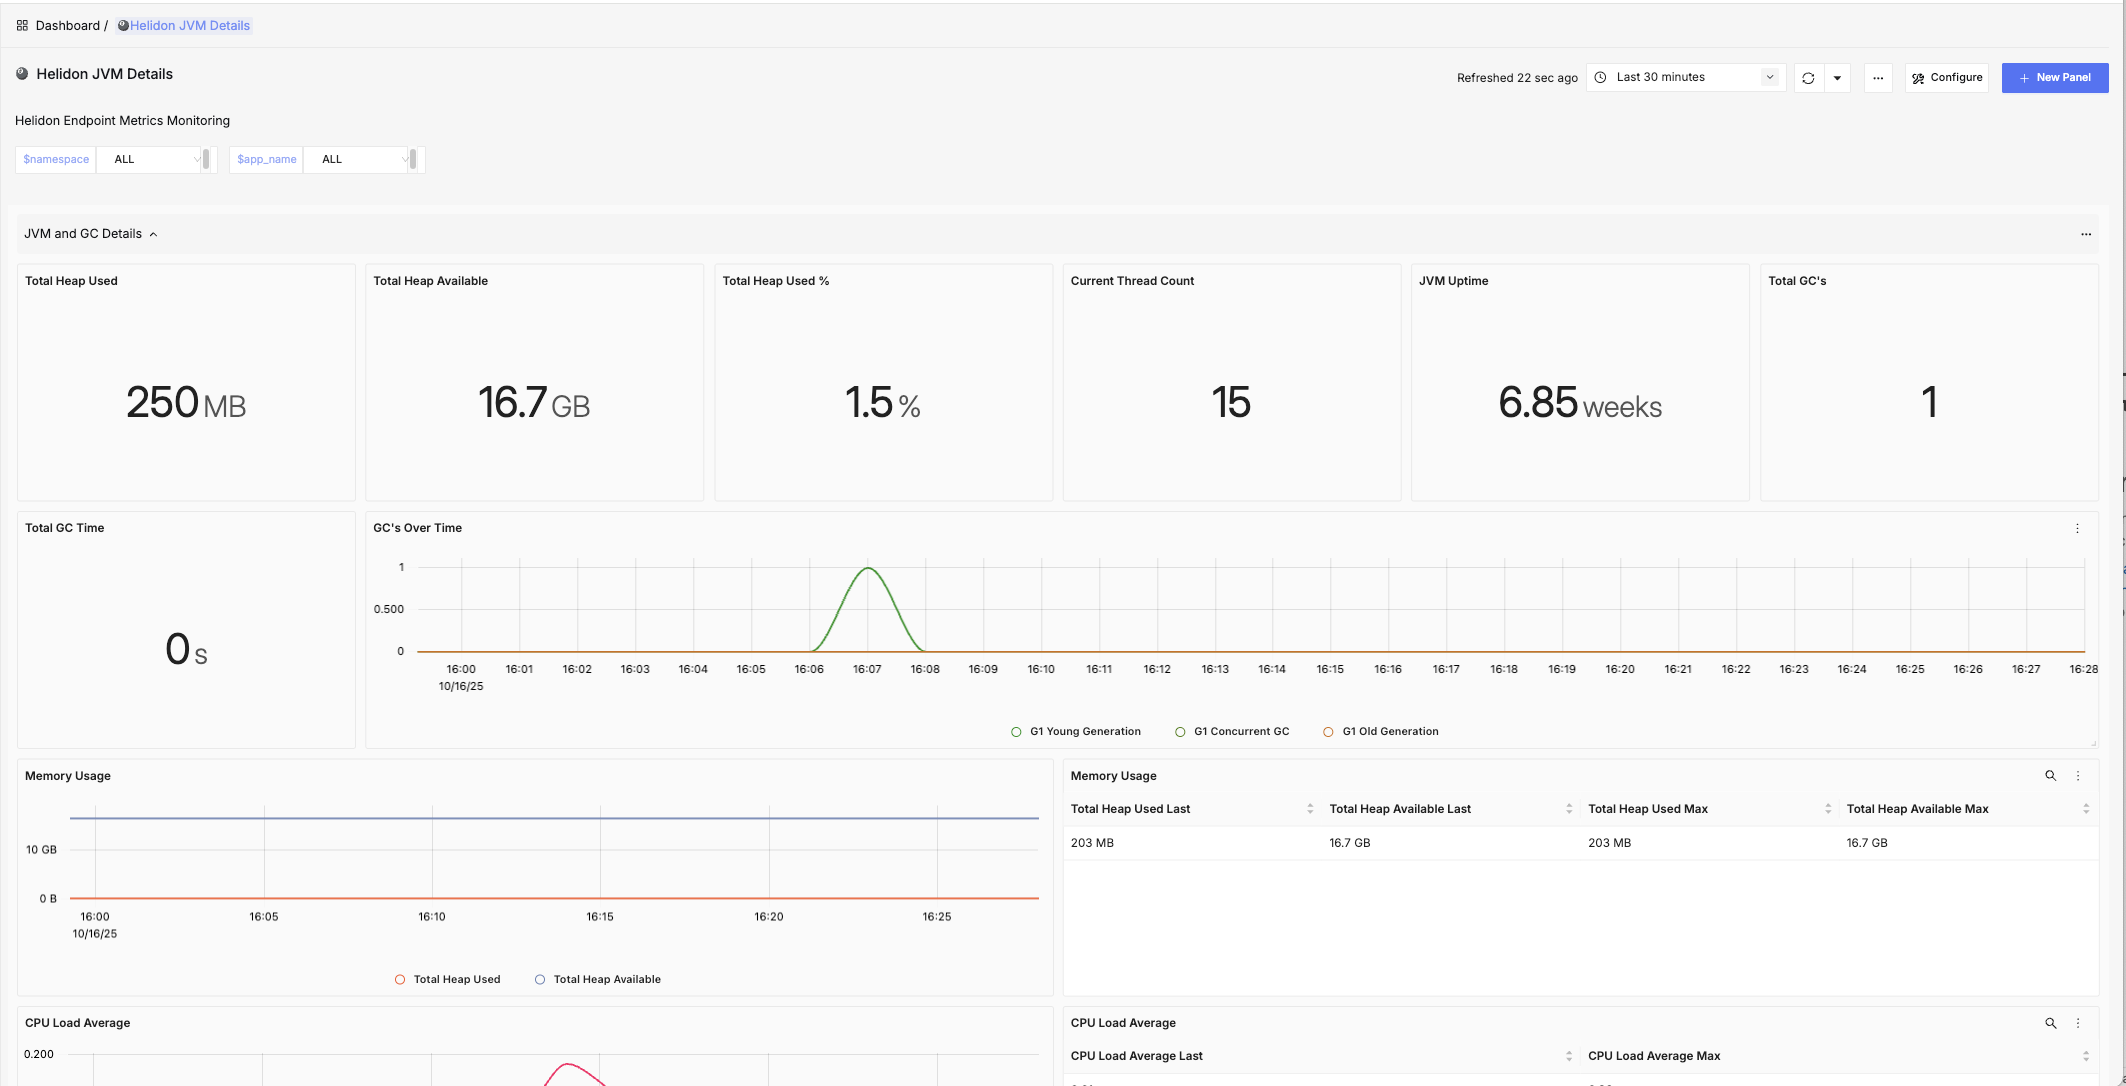 Dashboard / Helidon JVM Details
Helidon JVM Details
Refreshed 22 sec ago
Last 30 minutes
Configure
New Panel
Helidon Endpoint Metrics Monitoring
$namespace ALL $app_name ALL
JVM and GC Details
Total Heap Used
250 MB
Total Heap Available
16.7 GB
Total Heap Used %
1.5 %
Current Thread Count
15
JVM Uptime
6.85 weeks
Total GC's
1
Total GC Time
0 s
GC's Over Time
1
0.500
0
16:00 16:01 16:02 16:03 16:04 16:05 16:06 16:07 16:08 16:09 16:10 16:11 16:12 16:13 16:14 16:15 16:16 16:17 16:18 16:19 16:20 16:21 16:22 16:23 16:24 16:25 16:26 16:27 16:28
10/16/25
G1 Young Generation G1 Concurrent GC G1 Old Generation
Memory Usage
10 GB
0 B
16:00 16:05 16:10 16:15 16:20 16:25
10/16/25
Total Heap Used Total Heap Available
Memory Usage
Total Heap Used Last Total Heap Available Last Total Heap Used Max Total Heap Available Max
203 MB 16.7 GB 203 MB 16.7 GB
CPU Load Average
0.200
CPU Load Average
CPU Load Average Last CPU Load Average Max